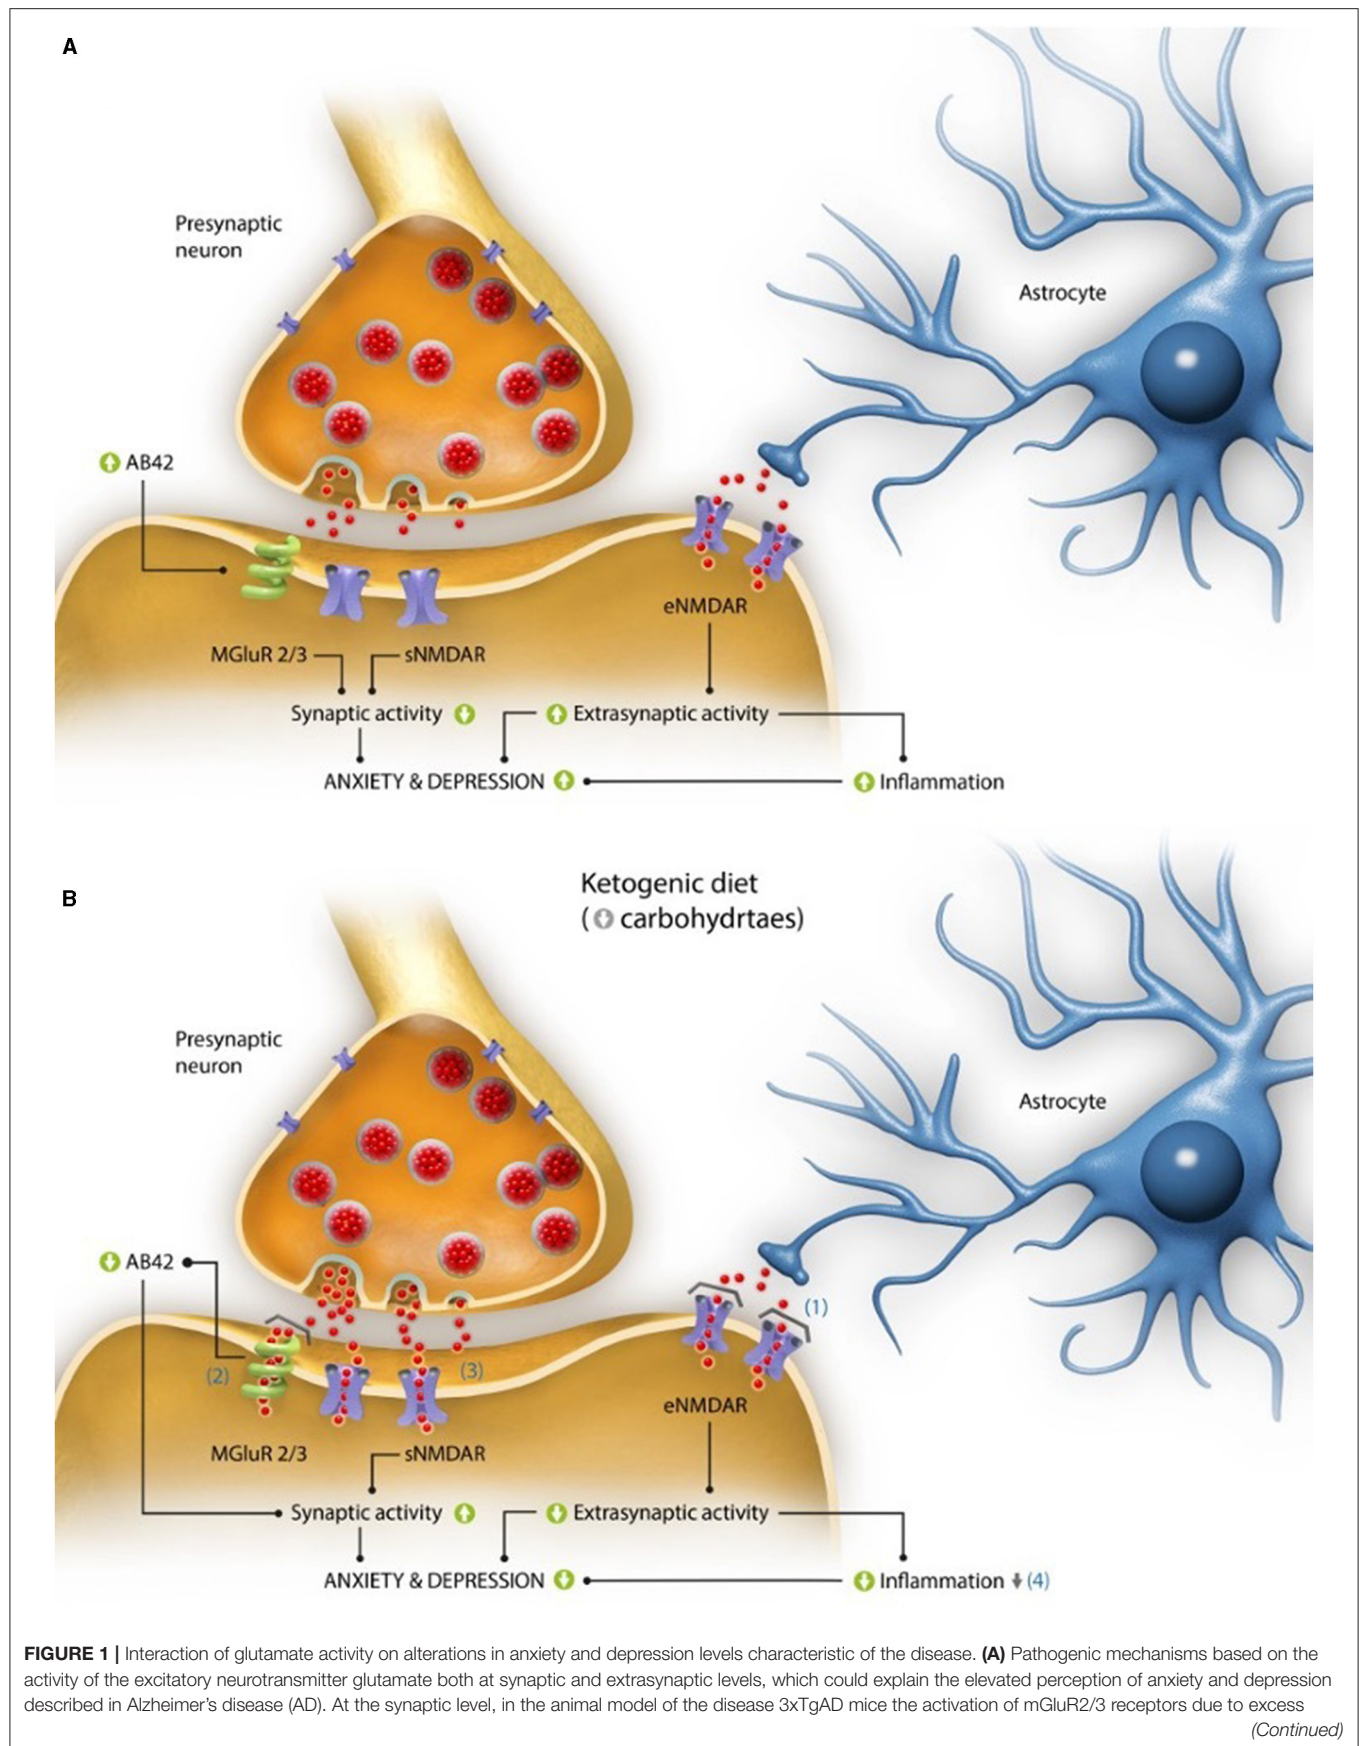 A
Presynaptic
neuron
Astrocyte
AB42
eNMDAR
MGluR 2/3
sNMDAR
Synaptic activity
Extrasynaptic activity
ANXIETY & DEPRESSION
Inflammation
B
Ketogenic diet
( carbohydrtaes)
Presynaptic
neuron
Astrocyte
AB42
(1)
(2)
(3)
eNMDAR
MGluR 2/3
sNMDAR
Synaptic activity
Extrasynaptic activity
ANXIETY & DEPRESSION
Inflammation (4)
FIGURE 1 | Interaction of glutamate activity on alterations in anxiety and depression levels characteristic of the disease. (A) Pathogenic mechanisms based on the
activity of the excitatory neurotransmitter glutamate both at synaptic and extrasynaptic levels, which could explain the elevated perception of anxiety and depression
described in Alzheimer's disease (AD). At the synaptic level, in the animal model of the disease 3xTgAD mice the activation of mGluR2/3 receptors due to excess
(Continued)